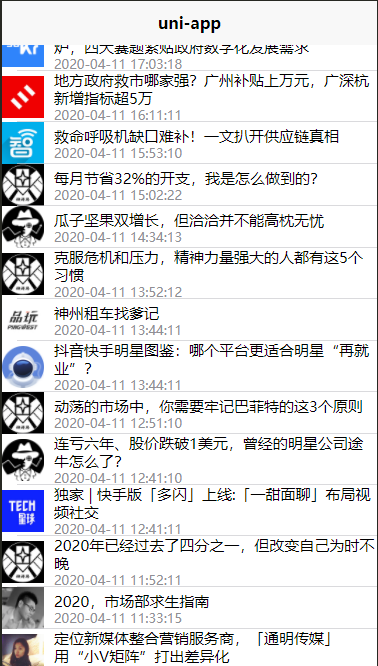 uni-app
炉，四大赛题紧贴政府数字化发展需求
2020-04-11 17:03:18
地方政府救市哪家强？广州补贴上万元，广深杭
新增指标超5万
2020-04-11 16:11:11
智
救命呼吸机缺口难补！一文扒开供应链真相
2020-04-11 15:53:10
每月节省32%的开支，我是怎么做到的？
2020-04-11 15:02:22
瓜子坚果双增长，但洽洽并不能高枕无忧
2020-04-11 14:34:13
克服危机和压力，精神力量强大的人都有这5个
习惯
2020-04-11 13:52:12
品玩
PINGWEST
神州租车找爹记
2020-04-11 13:44:11
抖音快手明星图鉴：哪个平台更适合明星“再就
业”？
2020-04-11 13:44:11
动荡的市场中，你需要牢记巴菲特的这3个原则
2020-04-11 12:51:10
连亏六年、股价跌破1美元，曾经的明星公司途
牛怎么了？
2020-04-11 12:41:10
TECH
星球
独家 | 快手版「多闪」上线:「一甜面聊」布局视
频社交
2020-04-11 12:41:11
2020年已经过去了四分之一，但改变自己为时不
晚
2020-04-11 11:52:11
2020，市场部求生指南
2020-04-11 11:33:15
定位新媒体整合营销服务商，「通明传媒」
用“小V矩阵”打出差异化